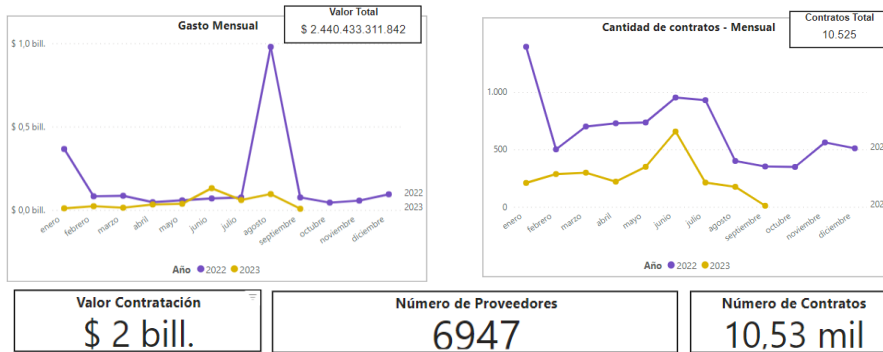 Gasto Mensual
Valor Total
$ 2.440.433.311.842
$ 1,0 bill.
$ 0,5 bill.
$ 0,0 bill.
enero
febrero
marzo
abril
mayo
junio
julio
agosto
septiembre
octubre
noviembre
diciembre
2022
2023
Año 2022 2023
Cantidad de contratos - Mensual
Contratos Total
10.525
1.000
500
0
enero
febrero
marzo
abril
mayo
junio
julio
agosto
septiembre
octubre
noviembre
diciembre
202
202
Año 2022 2023
Valor Contratación
$ 2 bill.
Número de Proveedores
6947
Número de Contratos
10,53 mil